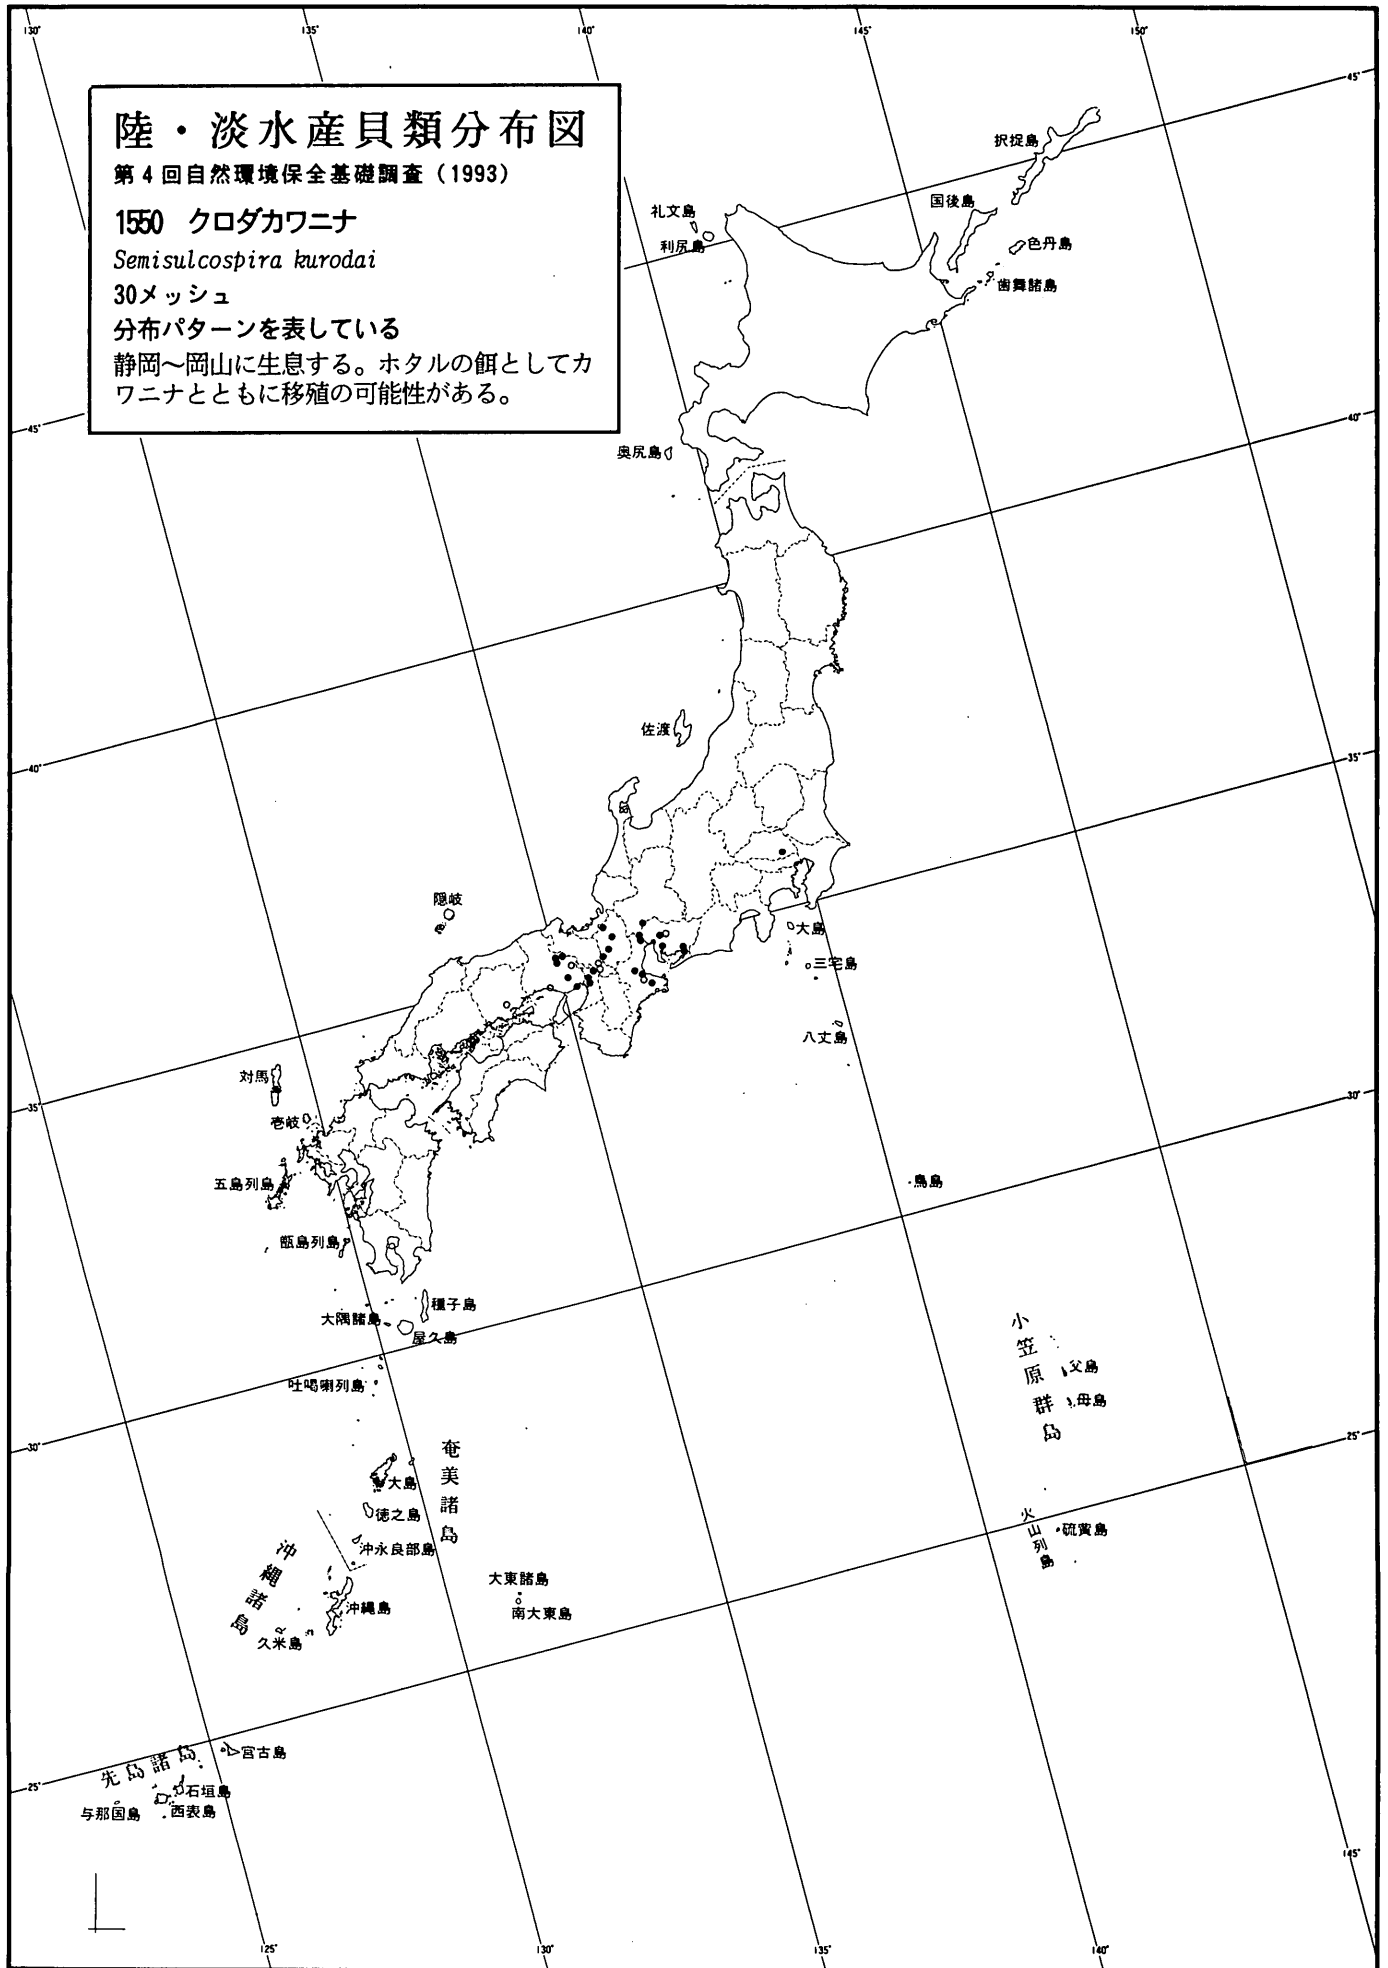 130°
135°
140°
145°
150°
陸・淡水産貝類分布図
第4回自然環境保全基礎調査（1993）
1550 クロダカワニナ
Semisulcospira kurodai
30メッシュ
分布パターンを表している
静岡～岡山に生息する。ホタルの餌としてカ
ワニナとともに移殖の可能性がある。
45°
択捉島
国後島
色丹島
歯舞諸島
礼文島
利尻島
40°
45°
奥尻島
佐渡
40°
35°
隠岐
大島
三宅島
八丈島
対馬
壱岐
35°
30°
五島列島
鳥島
甑島列島
種子島
大隅諸島
屋久島
吐噶喇列島
小笠原群島
父島
母島
30°
25°
奄美諸島
大島
徳之島
沖永良部島
火山列島
硫黄島
沖縄諸島
沖縄島
久米島
大東諸島
南大東島
先島諸島
宮古島
石垣島
西表島
与那国島
25°
145°
125°
130°
135°
140°